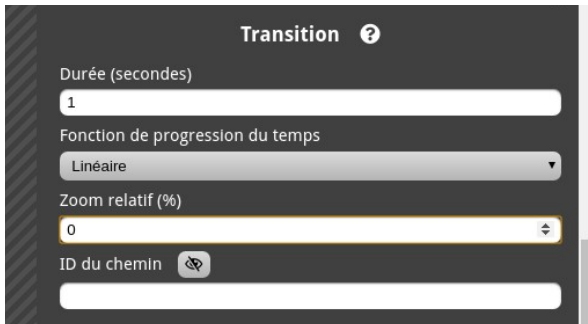 Transition ?
Durée (secondes)
1
Fonction de progression du temps
Linéaire
Zoom relatif (%)
0
ID du chemin